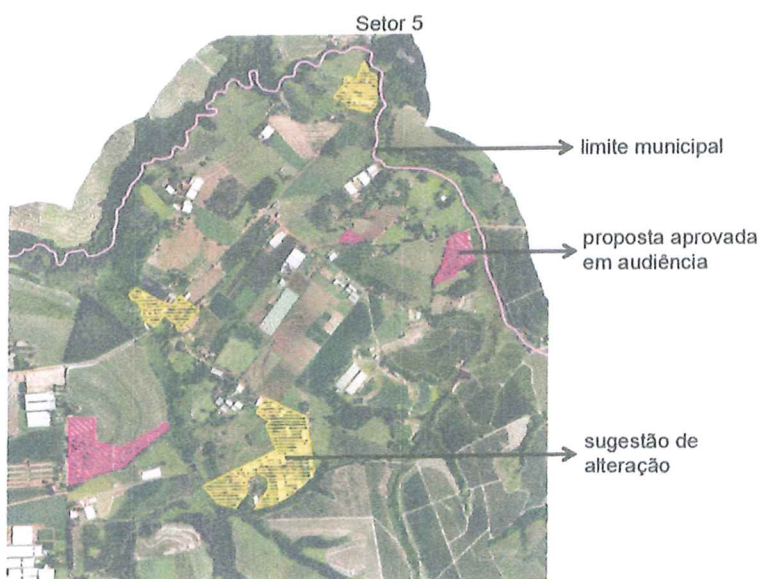 Setor 5
limite municipal
proposta aprovada
em audiência
sugestão de
alteração